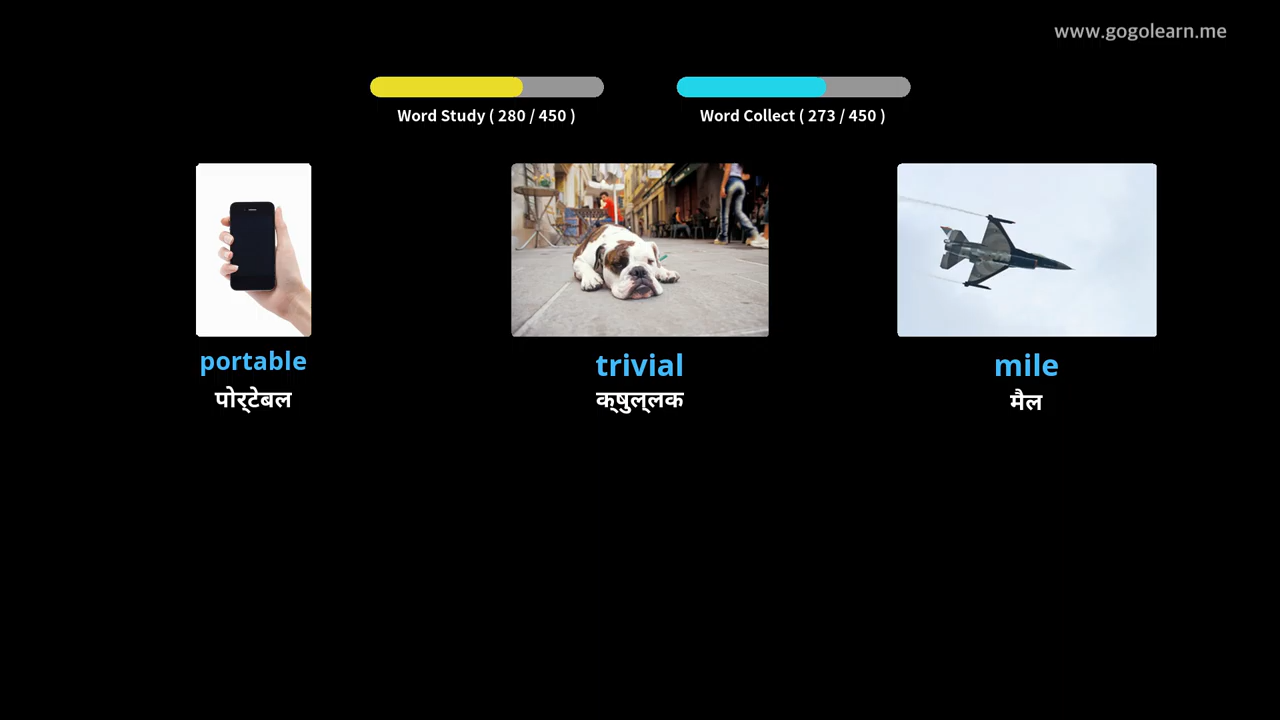 www.gogolearn.me
Word Study ( 280 / 450 )
Word Collect ( 273 / 450 )
portable
trivial
mile
पोर्‌टेबल
क्‌षुल्‌लक
मैल